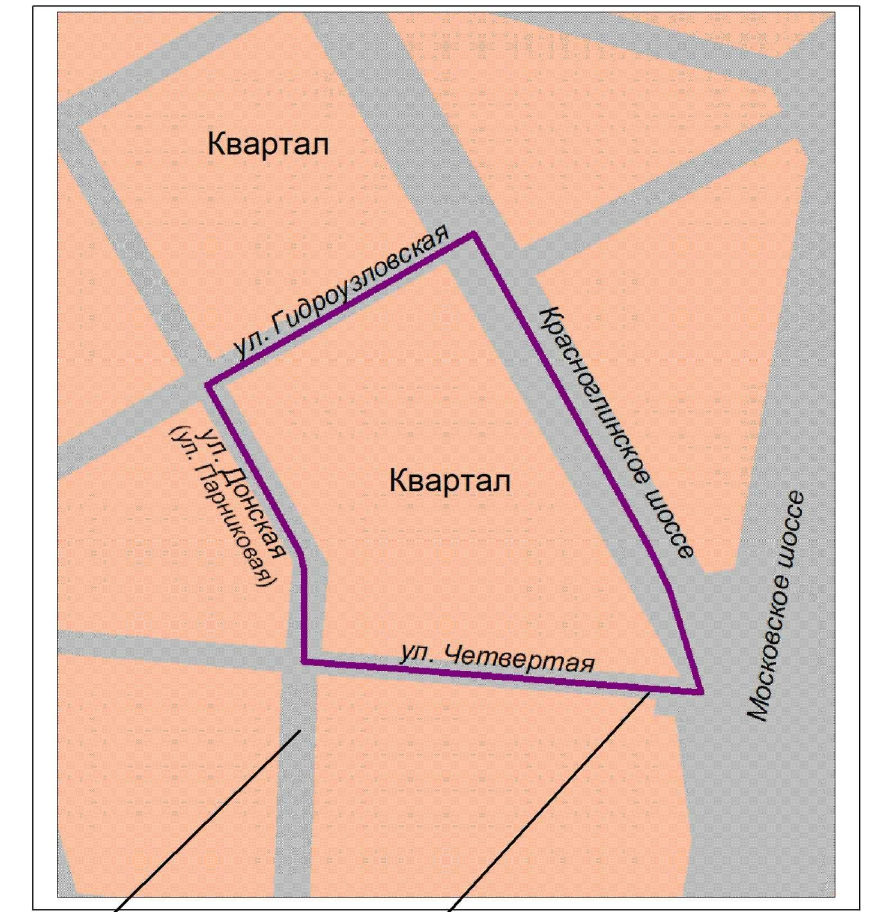 Квартал
ул. Гидроузловская
Красноглинское шоссе
ул. Донская
(ул. Парниковая)
Квартал
Московское шоссе
ул. Четвертая